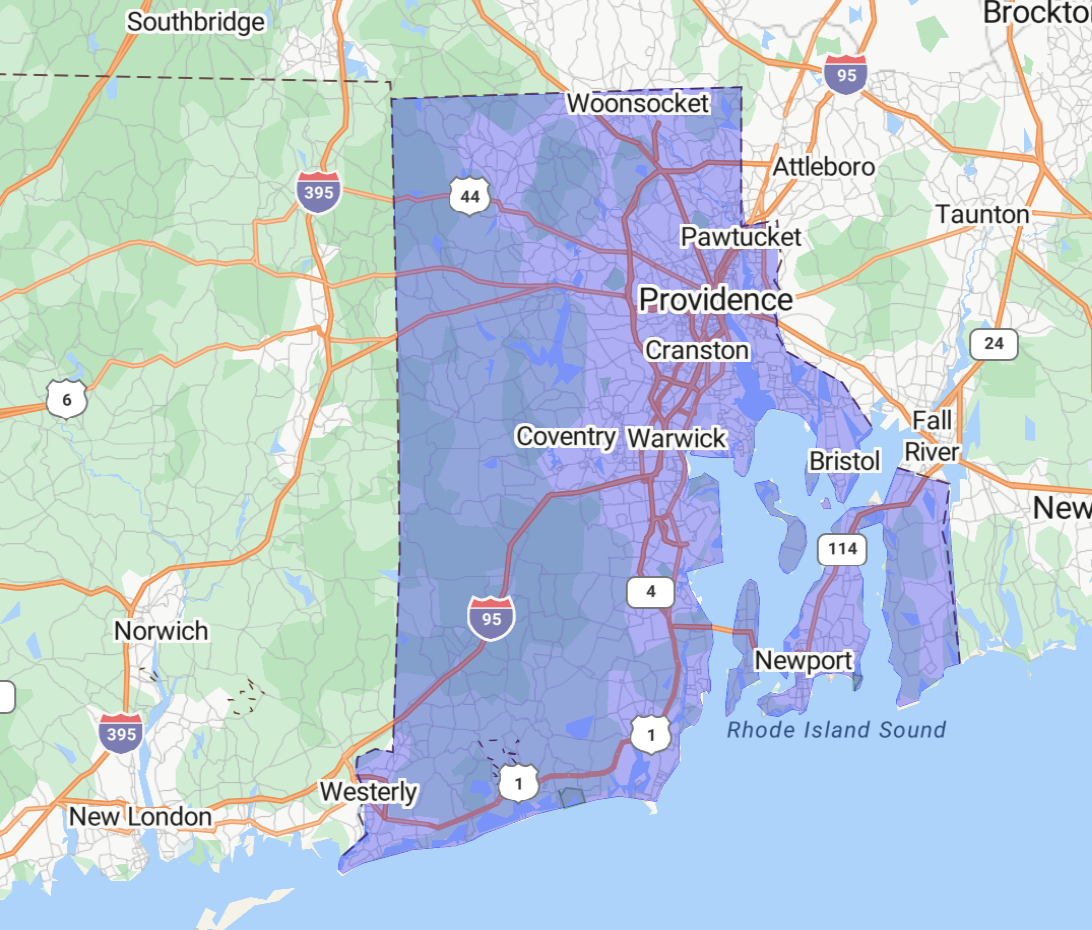 Southbridge
Brockto
95
Woonsocket
Attleboro
395
44
Taunton
Pawtucket
Providence
24
Cranston
6
Fall
River
Coventry
Warwick
Bristol
New
114
4
95
Norwich
Newport
Rhode Island Sound
395
1
1
Westerly
New London